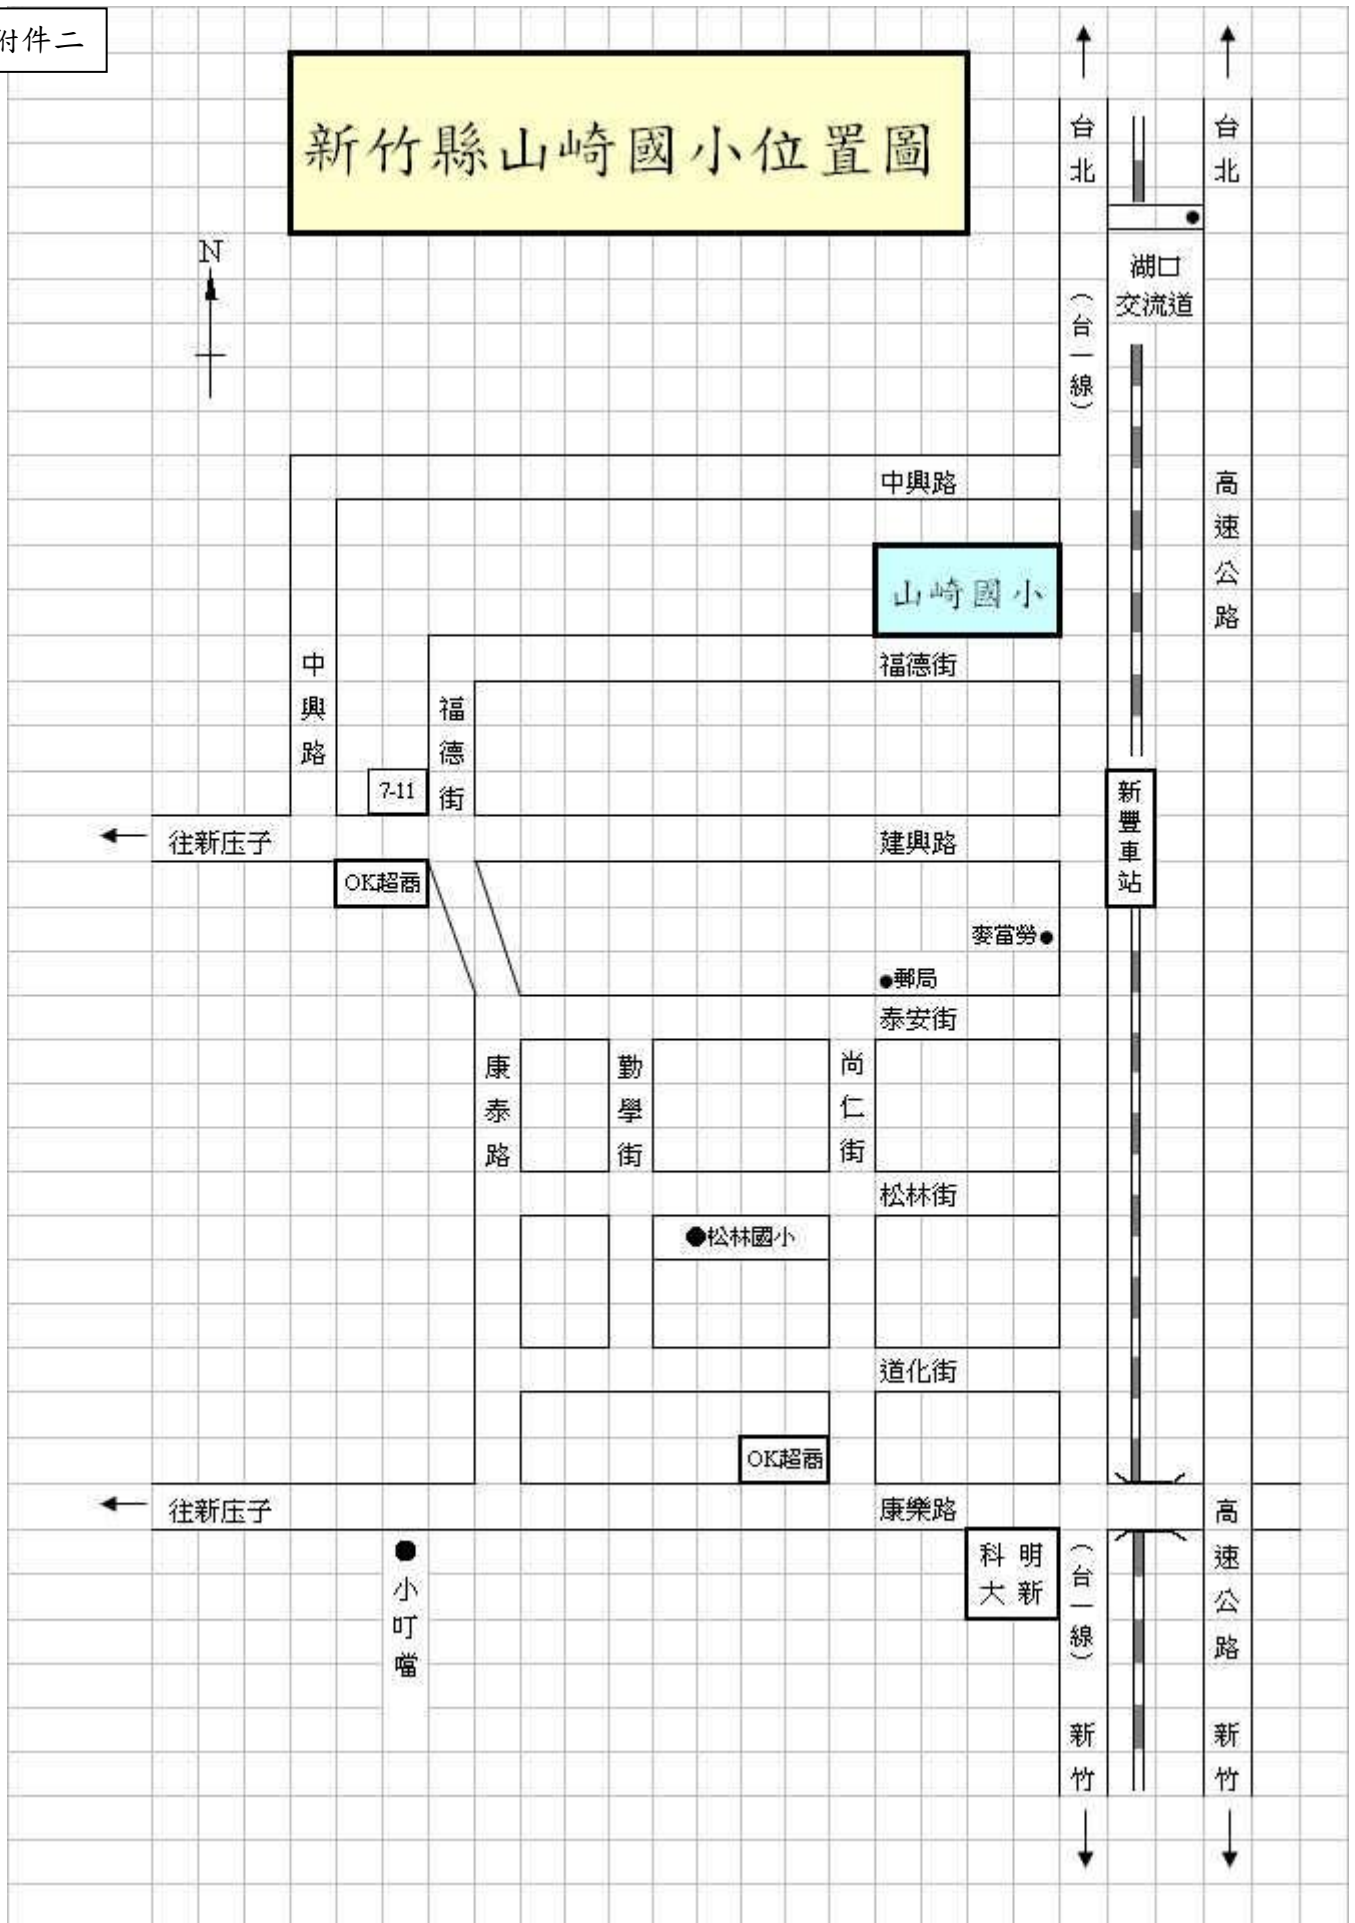 附件二
新竹縣山崎國小位置圖
N
台北
台北
湖口
交流道
(台一線)
中興路
高速公路
山崎國小
福德街
中興路
福德街
7-11
新豐車站
往新庄子
建興路
OK超商
麥當勞
郵局
泰安街
康泰路
勤學街
尚仁街
松林街
松林國小
道化街
OK超商
往新庄子
康樂路
高速公路
科明
大新
(台一線)
小叮噹
新竹
新竹